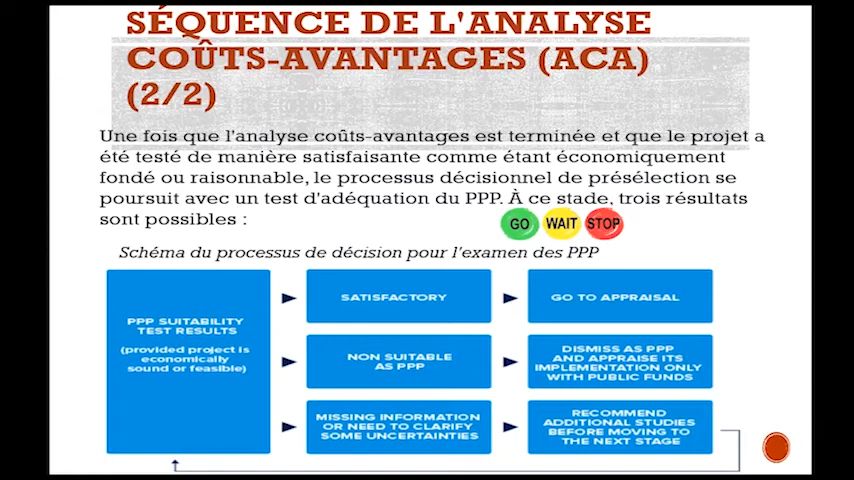 SÉQUENCE DE L'ANALYSE
COÛTS-AVANTAGES (ACA)
(2/2)
Une fois que l'analyse coûts-avantages est terminée et que le projet a
été testé de manière satisfaisante comme étant économiquement
fondé ou raisonnable, le processus décisionnel de présélection se
poursuit avec un test d'adéquation du PPP. À ce stade, trois résultats
sont possibles :
GO WAIT STOP
Schéma du processus de décision pour l'examen des PPP
PPP SUITABILITY
TEST RESULTS
(provided project is
economically
sound or feasible)
SATISFACTORY
GO TO APPRAISAL
NON SUITABLE
AS PPP
DISMISS AS PPP
AND APPRAISE ITS
IMPLEMENTATION ONLY
WITH PUBLIC FUNDS
MISSING INFORMATION
OR NEED TO CLARIFY
SOME UNCERTAINTIES
RECOMMEND
ADDITIONAL STUDIES
BEFORE MOVING TO
THE NEXT STAGE